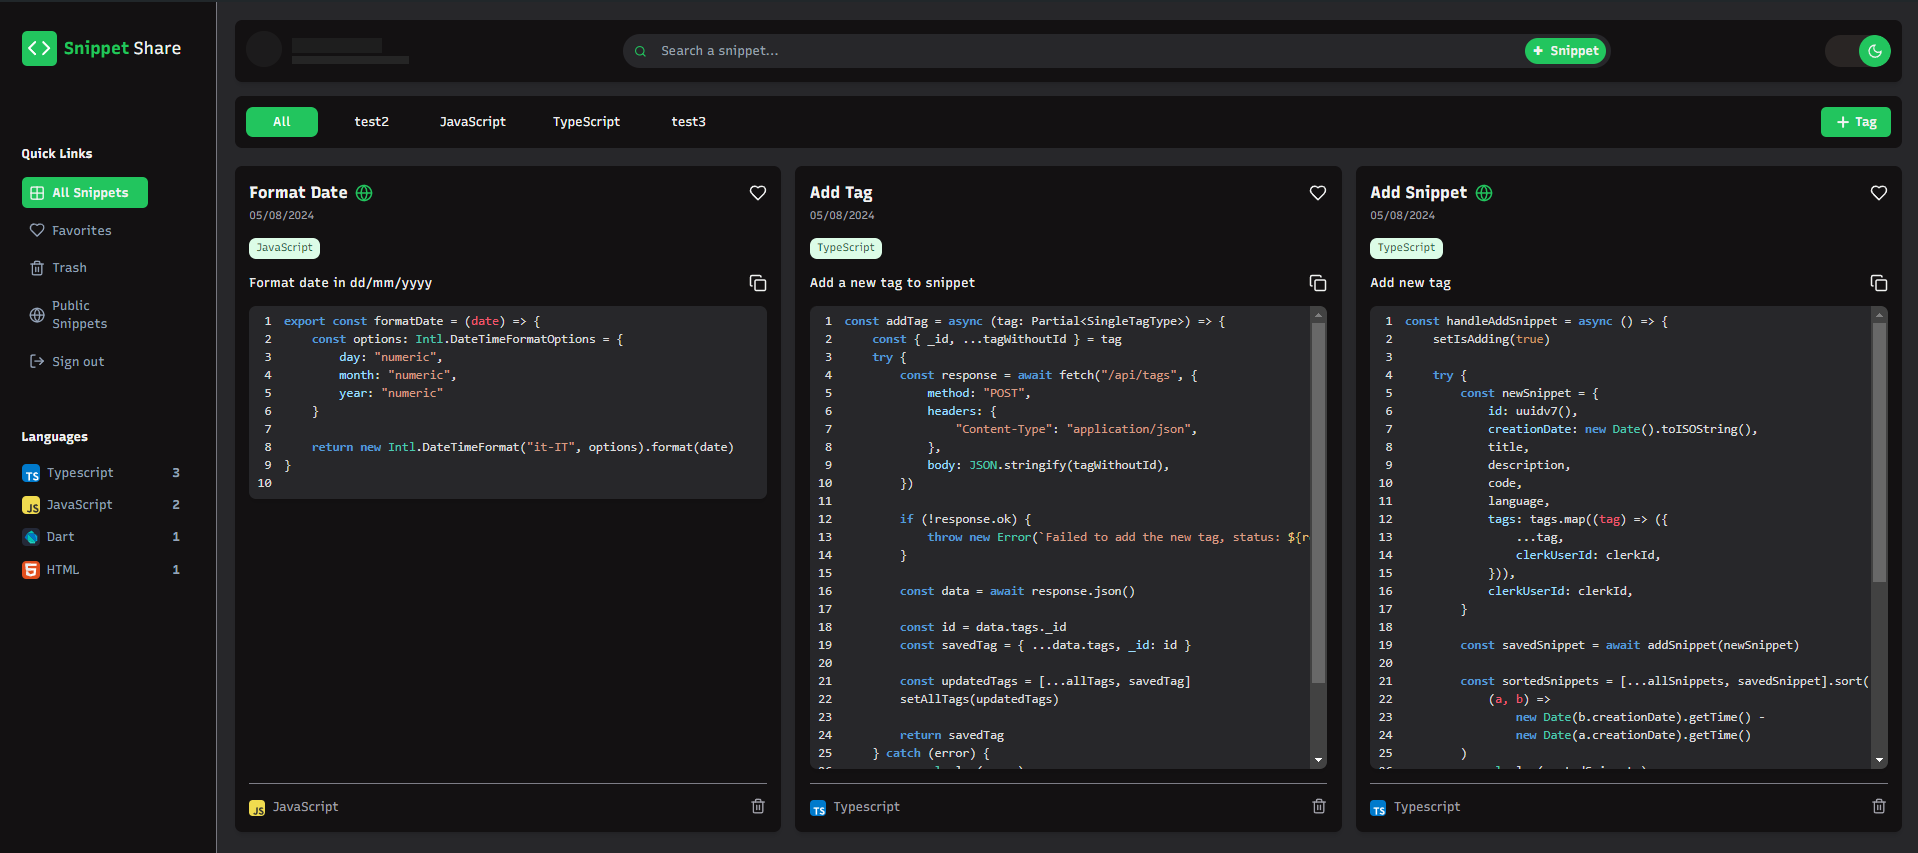 Snippet Share
Search a snippet...
+ Snippet
All
test2
JavaScript
TypeScript
test3
+ Tag
Quick Links
All Snippets
Favorites
Trash
Public
Snippets
Sign out
Languages
Typescript 3
JavaScript 2
Dart 1
HTML 1
Format Date
05/08/2024
JavaScript
Format date in dd/mm/yyyy
1 export const formatDate = (date) => {
2 const options: Intl.DateTimeFormatOptions = {
3 day: "numeric",
4 month: "numeric",
5 year: "numeric"
6 }
7
8 return new Intl.DateTimeFormat("it-IT", options).format(date)
9 }
10
JavaScript
Add Tag
05/08/2024
TypeScript
Add a new tag to snippet
1 const addTag = async (tag: Partial<SingleTagType>) => {
2 const { _id, ...tagWithoutId } = tag
3 try {
4 const response = await fetch("/api/tags", {
5 method: "POST",
6 headers: {
7 "Content-Type": "application/json",
8 },
9 body: JSON.stringify(tagWithoutId),
10 })
11
12 if (!response.ok) {
13 throw new Error(`Failed to add the new tag, status: ${r
14 }
15
16 const data = await response.json()
17
18 const id = data.tags._id
19 const savedTag = { ...data.tags, _id: id }
20
21 const updatedTags = [...allTags, savedTag]
22 setAllTags(updatedTags)
23
24 return savedTag
25 } catch (error) {
Typescript
Add Snippet
05/08/2024
TypeScript
Add new tag
1 const handleAddSnippet = async () => {
2 setIsAdding(true)
3
4 try {
5 const newSnippet = {
6 id: uuidv7(),
7 creationDate: new Date().toISOString(),
8 title,
9 description,
10 code,
11 language,
12 tags: tags.map((tag) => ({
13 ...tag,
14 clerkUserId: clerkId,
15 })),
16 clerkUserId: clerkId,
17 }
18
19 const savedSnippet = await addSnippet(newSnippet)
20
21 const sortedSnippets = [...allSnippets, savedSnippet].sort(
22 (a, b) =>
23 new Date(b.creationDate).getTime() -
24 new Date(a.creationDate).getTime()
25 )
Typescript